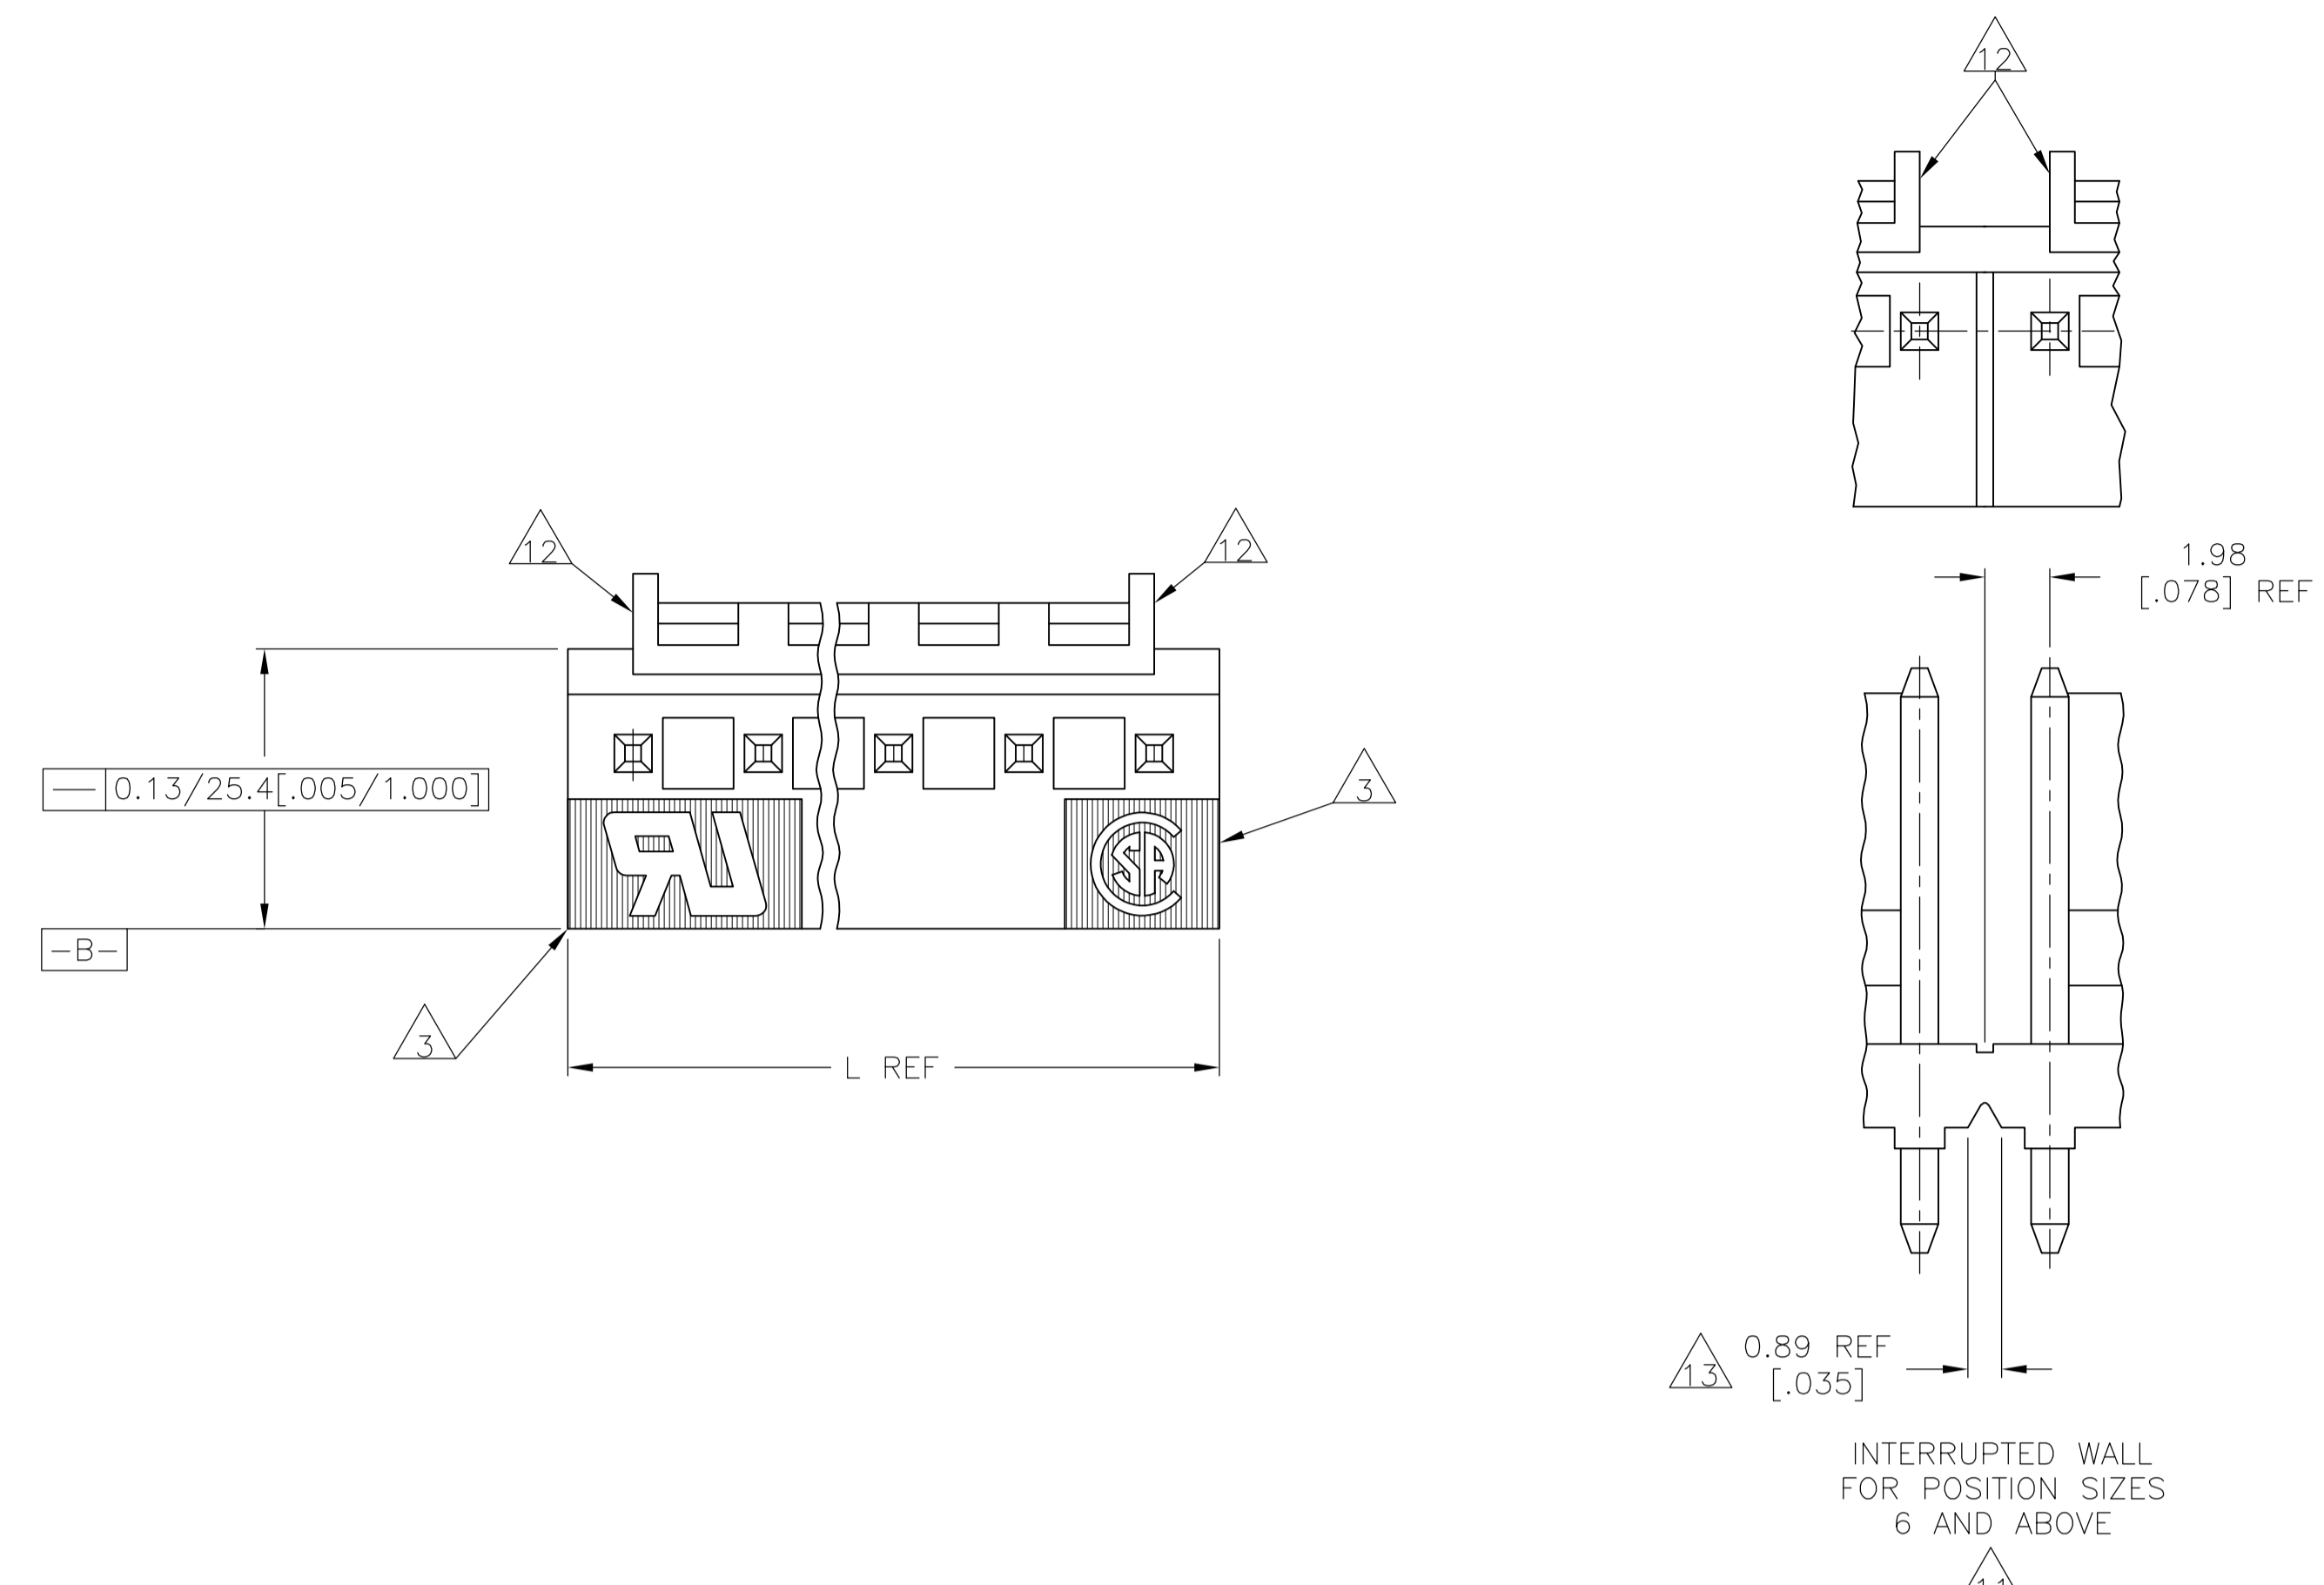 12
1.98
[.078] REF
12
12
3
— 0.13/25.4[.005/1.000]
-B-
3
L REF
13
0.89 REF
[.035]
INTERRUPTED WALL
FOR POSITION SIZES
6 AND ABOVE
11